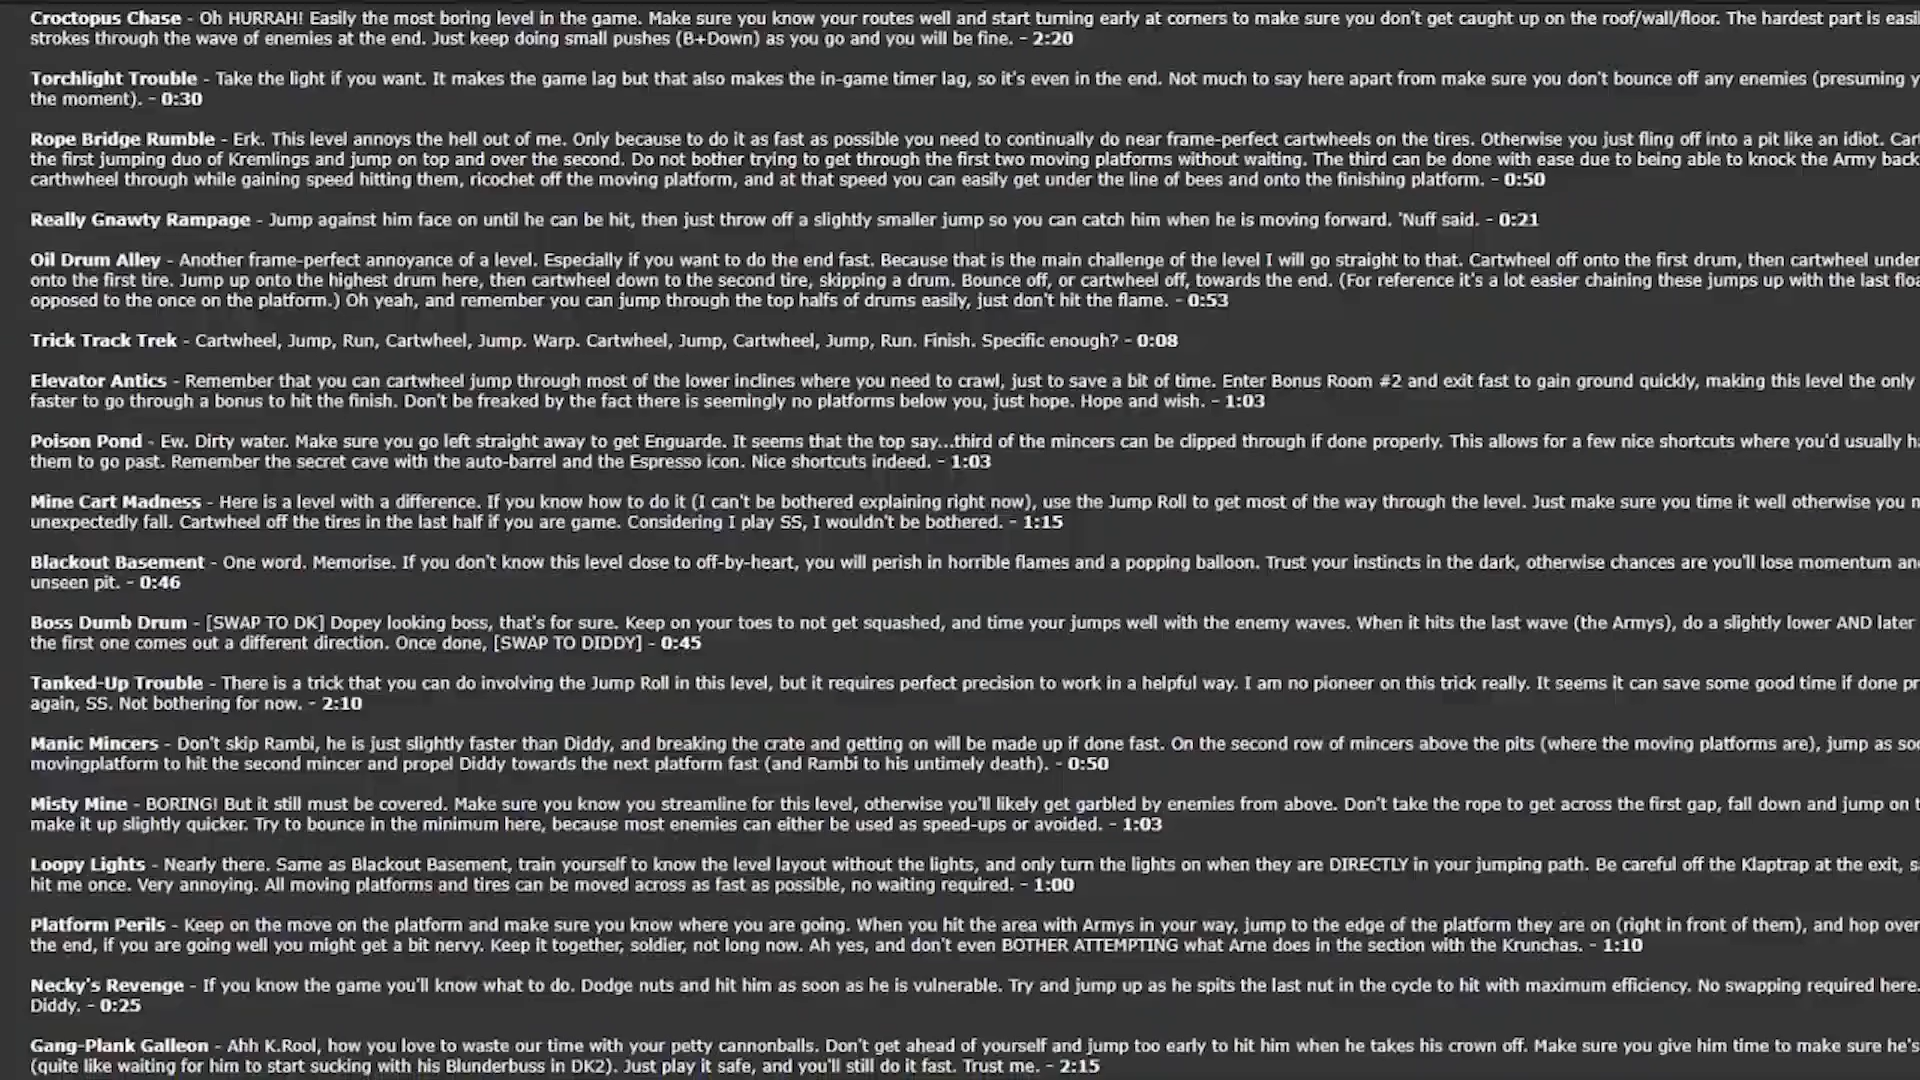 Croctopus Chase - Oh HURRAH! Easily the most boring level in the game. Make sure you know your routes well and start turning early at corners to make sure you don't get caught up on the roof/wall/floor. The hardest part is
strokes through the wave of enemies at the end. Just keep doing small pushes (B+Down) as you go and you will be fine. - 2:20
Torchlight Trouble - Take the light if you want. It makes the game lag but that also makes the in-game timer lag, so it's even in the end. Not much to say here apart from make sure you don't bounce off any enemies (presuming
the moment). - 0:30
Rope Bridge Rumble - Erk. This level annoys the hell out of me. Only because to do it as fast as possible you need to continually do near frame-perfect cartwheels on the tires. Otherwise you just fling off into a pit like an idiot.
the first jumping duo of Kremlings and jump on top and over the second. Do not bother trying to get through the first two moving platforms without waiting. The third can be done with ease due to being able to knock the Army back
carthwheel through while gaining speed hitting them, ricochet off the moving platform, and at that speed you can easily get under the line of bees and onto the finishing platform. - 0:50
Really Gnawty Rampage - Jump against him face on until he can be hit, then just throw off a slightly smaller jump so you can catch him when he is moving forward. 'Nuff said. - 0:21
Oil Drum Alley - Another frame-perfect annoyance of a level. Especially if you want to do the end fast. Because that is the main challenge of the level I will go straight to that. Cartwheel off onto the first drum, then cartwheel under
onto the first tire. Jump up onto the highest drum here, then cartwheel down to the second tire, skipping a drum. Bounce off, or cartwheel off, towards the end. (For reference it's a lot easier chaining these jumps up with the last
opposed to the once on the platform.) Oh yeah, and remember you can jump through the top halfs of drums easily, just don't hit the flame. - 0:53
Trick Track Trek - Cartwheel, Jump, Run, Cartwheel, Jump. Warp. Cartwheel, Jump, Cartwheel, Jump, Run. Finish. Specific enough? - 0:08
Elevator Antics - Remember that you can cartwheel jump through most of the lower inclines where you need to crawl, just to save a bit of time. Enter Bonus Room #2 and exit fast to gain ground quickly, making this level the only
faster to go through a bonus to hit the finish. Don't be freaked by the fact there is seemingly no platforms below you, just hope. Hope and wish. - 1:03
Poison Pond - Ew. Dirty water. Make sure you go left straight away to get Enguarde. It seems that the top say...third of the mincers can be clipped through if done properly. This allows for a few nice shortcuts where you'd usually
them to go past. Remember the secret cave with the auto-barrel and the Espresso icon. Nice shortcuts indeed. - 1:03
Mine Cart Madness - Here is a level with a difference. If you know how to do it (I can't be bothered explaining right now), use the Jump Roll to get most of the way through the level. Just make sure you time it well otherwise you
unexpectedly fall. Cartwheel off the tires in the last half if you are game. Considering I play SS, I wouldn't be bothered. - 1:15
Blackout Basement - One word. Memorise. If you don't know this level close to off-by-heart, you will perish in horrible flames and a popping balloon. Trust your instincts in the dark, otherwise chances are you'll lose momentum
unseen pit. - 0:46
Boss Dumb Drum - [SWAP TO DK] Dopey looking boss, that's for sure. Keep on your toes to not get squashed, and time your jumps well with the enemy waves. When it hits the last wave (the Armys), do a slightly lower AND later
the first one comes out a different direction. Once done, [SWAP TO DIDDY] - 0:45
Tanked-Up Trouble - There is a trick that you can do involving the Jump Roll in this level, but it requires perfect precision to work in a helpful way. I am no pioneer on this trick really. It seems it can save some good time if done
again, SS. Not bothering for now. - 2:10
Manic Mincers - Don't skip Rambi, he is just slightly faster than Diddy, and breaking the crate and getting on will be made up if done fast. On the second row of mincers above the pits (where the moving platforms are), jump as
movingplatform to hit the second mincer and propel Diddy towards the next platform fast (and Rambi to his untimely death). - 0:50
Misty Mine - BORING! But it still must be covered. Make sure you know you streamline for this level, otherwise you'll likely get garbled by enemies from above. Don't take the rope to get across the first gap, fall down and jump on
make it up slightly quicker. Try to bounce in the minimum here, because most enemies can either be used as speed-ups or avoided. - 1:03
Loopy Lights - Nearly there. Same as Blackout Basement, train yourself to know the level layout without the lights, and only turn the lights on when they are DIRECTLY in your jumping path. Be careful off the Klaptrap at the exit,
hit me once. Very annoying. All moving platforms and tires can be moved across as fast as possible, no waiting required. - 1:00
Platform Perils - Keep on the move on the platform and make sure you know where you are going. When you hit the area with Armys in your way, jump to the edge of the platform they are on (right in front of them), and hop over
the end, if you are going well you might get a bit nervy. Keep it together, soldier, not long now. Ah yes, and don't even BOTHER ATTEMPTING what Arne does in the section with the Krunchas. - 1:10
Necky's Revenge - If you know the game you'll know what to do. Dodge nuts and hit him as soon as he is vulnerable. Try and jump up as he spits the last nut in the cycle to hit with maximum efficiency. No swapping required here.
Diddy. - 0:25
Gang-Plank Galleon - Ahh K.Rool, how you love to waste our time with your petty cannonballs. Don't get ahead of yourself and jump too early to hit him when he takes his crown off. Make sure you give him time to make sure he's
(quite like waiting for him to start sucking with his Blunderbuss in DK2). Just play it safe, and you'll still do it fast. Trust me. - 2:15